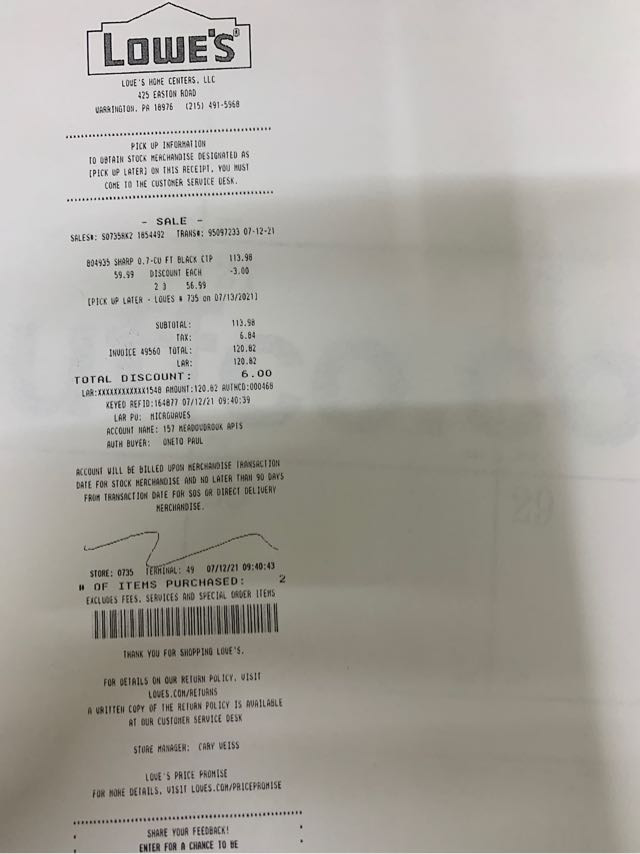 LOWE'S
LOWE'S HOME CENTERS, LLC
425 EASTON ROAD
WARRINGTON, PA 18976 (215) 491-5968
PICK UP INFORMATION
TO OBTAIN STOCK MERCHANDISE DESIGNATED AS
[PICK UP LATER] ON THIS RECEIPT, YOU MUST
COME TO THE CUSTOMER SERVICE DESK.
- SALE -
SALES#: S0735RK2 1854492 TRANS#: 95097233 07-12-21
804935 SHARP 0.7-CU FT BLACK CTP 113.98
59.99 DISCOUNT EACH -3.00
2 @ 56.99
[PICK UP LATER - LOWES # 735 on 07/13/2021]
SUBTOTAL: 113.98
TAX: 6.84
INVOICE 49560 TOTAL: 120.82
LAR: 120.82
TOTAL DISCOUNT: 6.00
LAR:XXXXXXXXXXXX1548 AMOUNT:120.82 AUTHCD:000468
KEYED REFID:164877 07/12/21 09:40:39
LAR PO: MICROWAVES
ACCOUNT NAME: 157 MEADOWBROOK APTS
AUTH BUYER: ONETO PAUL
ACCOUNT WILL BE BILLED UPON MERCHANDISE TRANSACTION
DATE FOR STOCK MERCHANDISE AND NO LATER THAN 90 DAYS
FROM TRANSACTION DATE FOR SOS OR DIRECT DELIVERY
MERCHANDISE.
STORE: 0735 TERMINAL: 49 07/12/21 09:40:43
# OF ITEMS PURCHASED: 2
EXCLUDES FEES, SERVICES AND SPECIAL ORDER ITEMS
THANK YOU FOR SHOPPING LOWE'S.
FOR DETAILS ON OUR RETURN POLICY, VISIT
LOWES.COM/RETURNS
A WRITTEN COPY OF THE RETURN POLICY IS AVAILABLE
AT OUR CUSTOMER SERVICE DESK
STORE MANAGER: CARY WEISS
LOWE'S PRICE PROMISE
FOR MORE DETAILS, VISIT LOWES.COM/PRICEPROMISE
SHARE YOUR FEEDBACK!
ENTER FOR A CHANCE TO BE